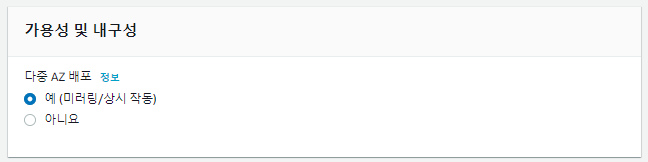 가용성 및 내구성
다중 AZ 배포 정보
예 (미러링/상시 작동)
아니요